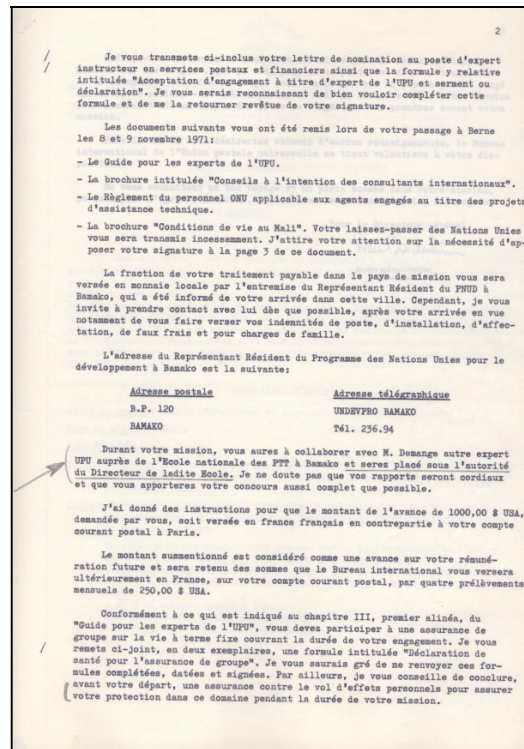 2
Je vous transmets ci-inclus votre lettre de nomination au poste d'expert
instructeur en services postaux et financiers ainsi que la formule y relative
intitulée "Acceptation d'engagement à titre d'expert de l'UPU et serment ou
déclaration". Je vous serais reconnaissant de bien vouloir compléter cette
formule et de me la retourner revêtue de votre signature.
Les documents suivants vous ont été remis lors de votre passage à Berne
les 8 et 9 novembre 1971:
- Le Guide pour les experts de l'UPU.
- La brochure intitulée "Conseils à l'intention des consultants internationaux".
- Le Règlement du personnel ONU applicable aux agents engagés au titre des projets
d'assistance technique.
- La brochure "Conditions de vie au Mali". Votre laissez-passer des Nations Unies
vous sera transmis incessamment. J'attire votre attention sur la nécessité d'ap-
poser votre signature à la page 3 de ce document.
La fraction de votre traitement payable dans le pays de mission vous sera
versée en monnaie locale par l'entremise du Représentant Résident du PNUD à
Bamako, qui a été informé de votre arrivée dans cette ville. Cependant, je vous
invite à prendre contact avec lui dès que possible, après votre arrivée en vue
notamment de vous faire verser vos indemnités de poste, d'installation, d'affec-
tation, de faux frais et pour charges de famille.
L'adresse du Représentant Résident du Programme des Nations Unies pour le
développement à Bamako est la suivante:
Adresse postale Adresse télégraphique
B.P. 120 UNDEVPRO BAMAKO
BAMAKO Tél. 236.94
Durant votre mission, vous aurez à collaborer avec M. Demange autre expert
UPU auprès de l'Ecole nationale des PTT à Bamako et serez placé sous l'autorité
du Directeur de ladite Ecole. Je ne doute pas que vos rapports seront cordiaux
et que vous apporterez votre concours aussi complet que possible.
J'ai donné des instructions pour que le montant de l'avance de 1000,00 $ USA,
demandée par vous, soit versée en francs français en contrepartie à votre compte
courant postal à Paris.
Le montant susmentionné est considéré comme une avance sur votre rémuné-
ration future et sera retenu des sommes que le Bureau international vous versera
ultérieurement en France, sur votre compte courant postal, par quatre prélèvements
mensuels de 250,00 $ USA.
Conformément à ce qui est indiqué au chapitre III, premier alinéa, du
"Guide pour les experts de l'UPU", vous devez participer à une assurance de
groupe sur la vie à terme fixe couvrant la durée de votre engagement. Je vous
remets ci-joint, en deux exemplaires, une formule intitulée "Déclaration de
santé pour l'assurance de groupe". Je vous saurais gré de me renvoyer ces for-
mules complétées, datées et signées. Par ailleurs, je vous conseille de conclure,
avant votre départ, une assurance contre le vol d'effets personnels pour assurer
votre protection dans ce domaine pendant la durée de votre mission.